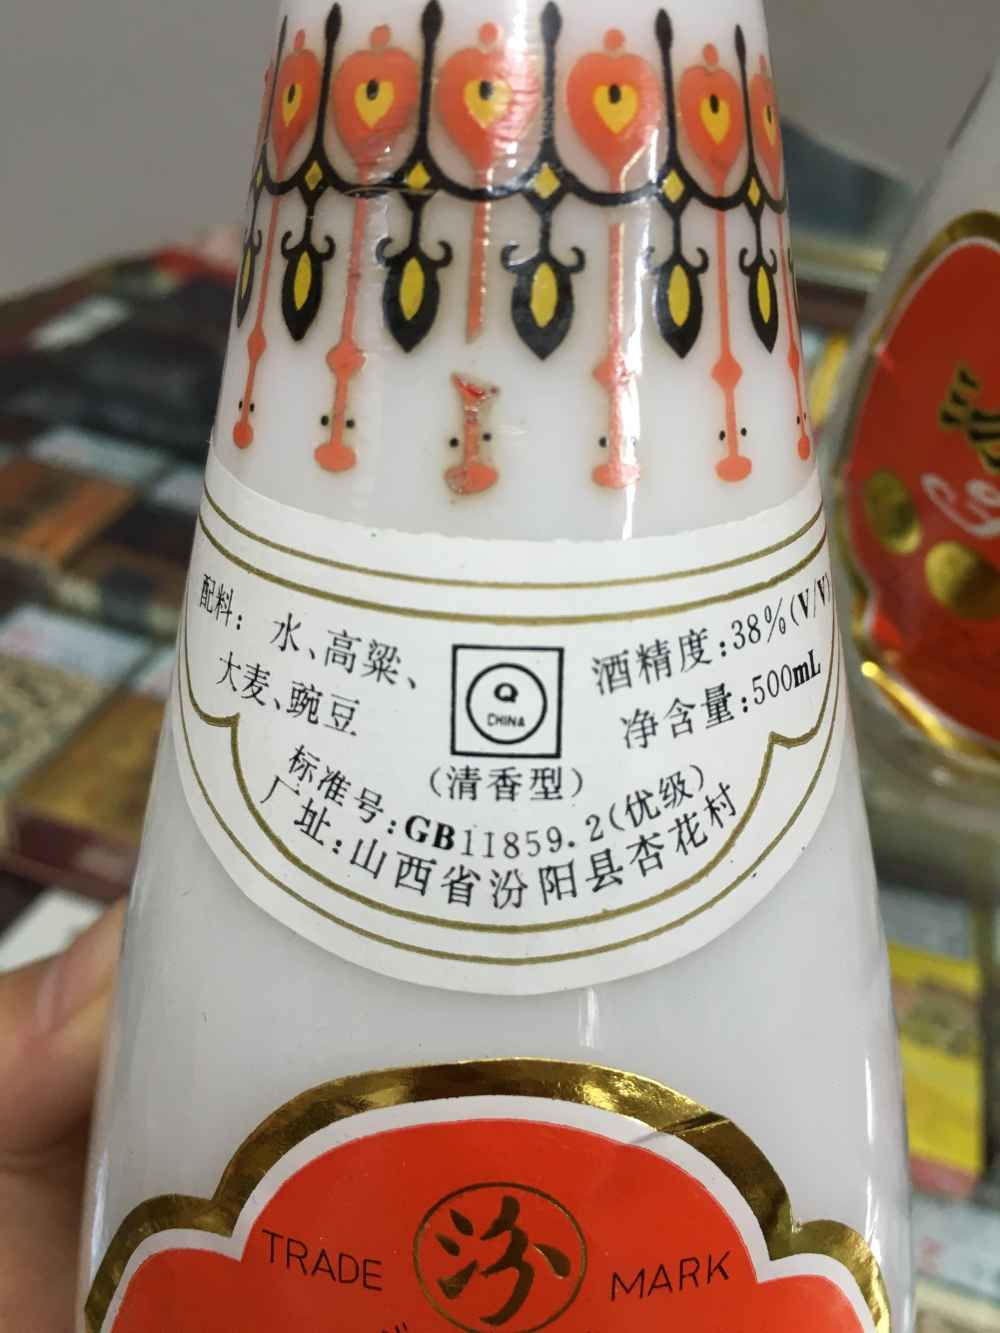 配料：水、高粱、
大麦、豌豆
Q
CHINA
(清香型)
酒精度:38%(V/V)
净含量:500mL
标准号:GB11859.2(优级)
厂址:山西省汾阳县杏花村
TRADE 汾 MARK